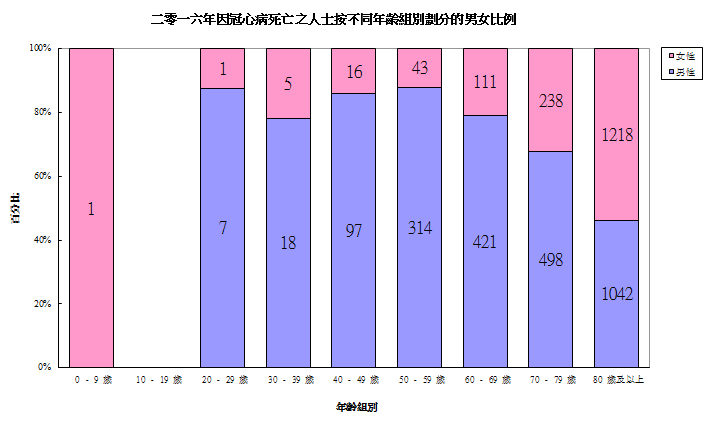 二零一六年因冠心病死亡之人士按不同年齡組別劃分的男女比例
100%
80%
60%
40%
20%
0%
百分比
1
1
7
5
18
16
97
43
314
111
421
238
498
1218
1042
女性
男性
0 - 9 歲
10 - 19 歲
20 - 29 歲
30 - 39 歲
40 - 49 歲
50 - 59 歲
60 - 69 歲
70 - 79 歲
80 歲及以上
年齡組別